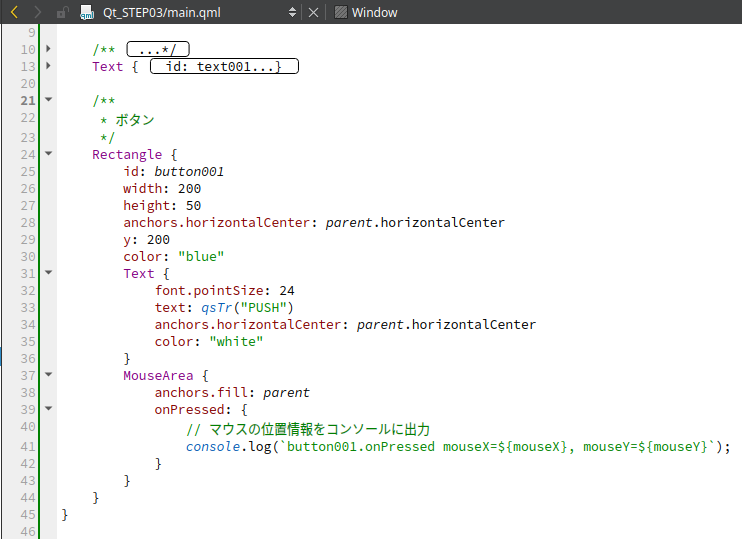 Qt_STEP03/main.qml Window
9
10 /** ...*/
13 Text { id: text001...}
20
21 /**
22 * ボタン
23 */
24 Rectangle {
25 id: button001
26 width: 200
27 height: 50
28 anchors.horizontalCenter: parent.horizontalCenter
29 y: 200
30 color: "blue"
31 Text {
32 font.pointSize: 24
33 text: qsTr("PUSH")
34 anchors.horizontalCenter: parent.horizontalCenter
35 color: "white"
36 }
37 MouseArea {
38 anchors.fill: parent
39 onPressed: {
40 // マウスの位置情報をコンソールに出力
41 console.log(`button001.onPressed mouseX=${mouseX}, mouseY=${mouseY}`);
42 }
43 }
44 }
45 }
46